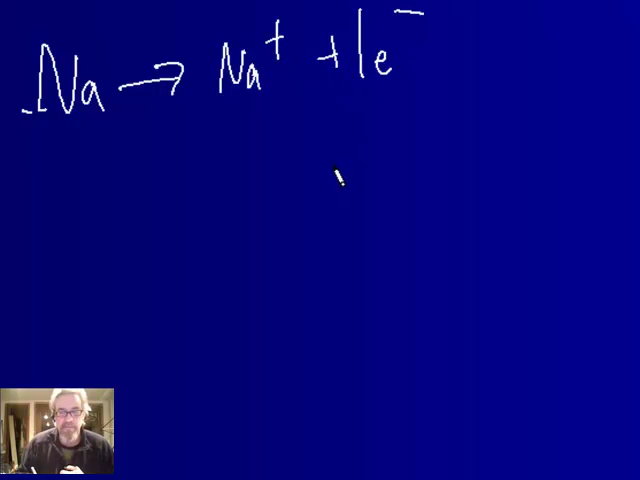 Na → Na⁺ + 1e⁻